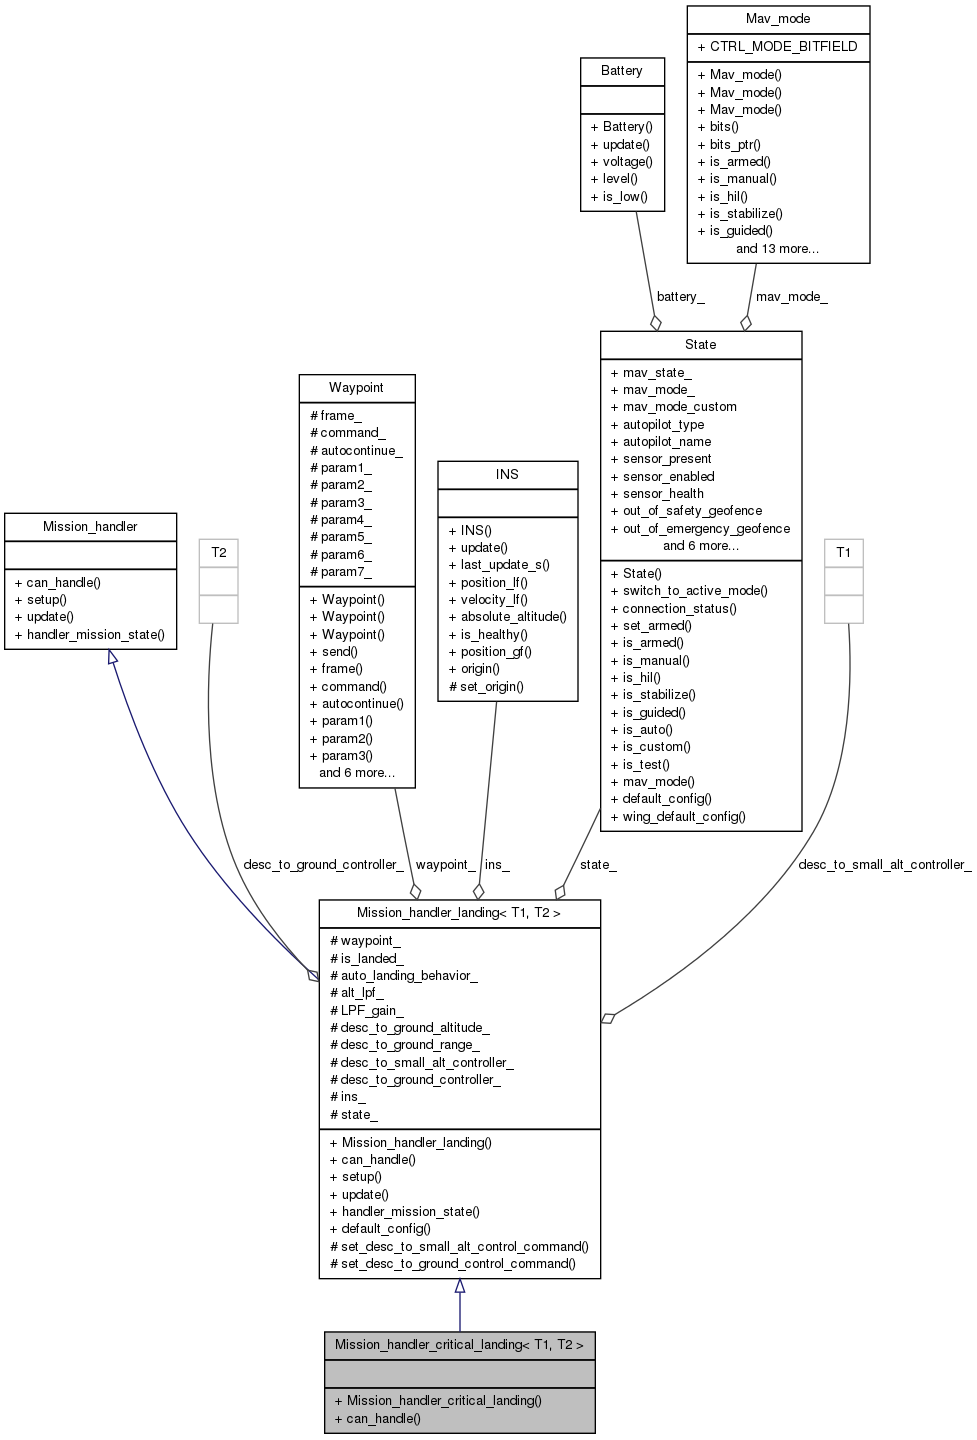 Mav_mode
+ CTRL_MODE_BITFIELD
+ Mav_mode()
+ Mav_mode()
+ Mav_mode()
+ bits()
+ bits_ptr()
+ is_armed()
+ is_manual()
+ is_hil()
+ is_stabilize()
+ is_guided()
and 13 more...
Battery
+ Battery()
+ update()
+ voltage()
+ level()
+ is_low()
battery_
mav_mode_
State
+ mav_state_
+ mav_mode_
+ mav_mode_custom
+ autopilot_type
+ autopilot_name
+ sensor_present
+ sensor_enabled
+ sensor_health
+ out_of_safety_geofence
+ out_of_emergency_geofence
and 6 more...
+ State()
+ switch_to_active_mode()
+ connection_status()
+ set_armed()
+ is_armed()
+ is_manual()
+ is_hil()
+ is_stabilize()
+ is_guided()
+ is_auto()
+ is_custom()
+ is_test()
+ mav_mode()
+ default_config()
+ wing_default_config()
Waypoint
# frame_
# command_
# autocontinue_
# param1_
# param2_
# param3_
# param4_
# param5_
# param6_
# param7_
+ Waypoint()
+ Waypoint()
+ Waypoint()
+ send()
+ frame()
+ command()
+ autocontinue()
+ param1()
+ param2()
+ param3()
and 6 more...
INS
+ INS()
+ update()
+ last_update_s()
+ position_lf()
+ velocity_lf()
+ absolute_altitude()
+ is_healthy()
+ position_gf()
+ origin()
# set_origin()
Mission_handler
+ can_handle()
+ setup()
+ update()
+ handler_mission_state()
T2
T1
desc_to_ground_controller_
waypoint_
ins_
state_
desc_to_small_alt_controller_
Mission_handler_landing< T1, T2 >
# waypoint_
# is_landed_
# auto_landing_behavior_
# alt_lpf_
# LPF_gain_
# desc_to_ground_altitude_
# desc_to_ground_range_
# desc_to_small_alt_controller_
# desc_to_ground_controller_
# ins_
# state_
+ Mission_handler_landing()
+ can_handle()
+ setup()
+ update()
+ handler_mission_state()
+ default_config()
# set_desc_to_small_alt_control_command()
# set_desc_to_ground_control_command()
Mission_handler_critical_landing< T1, T2 >
+ Mission_handler_critical_landing()
+ can_handle()